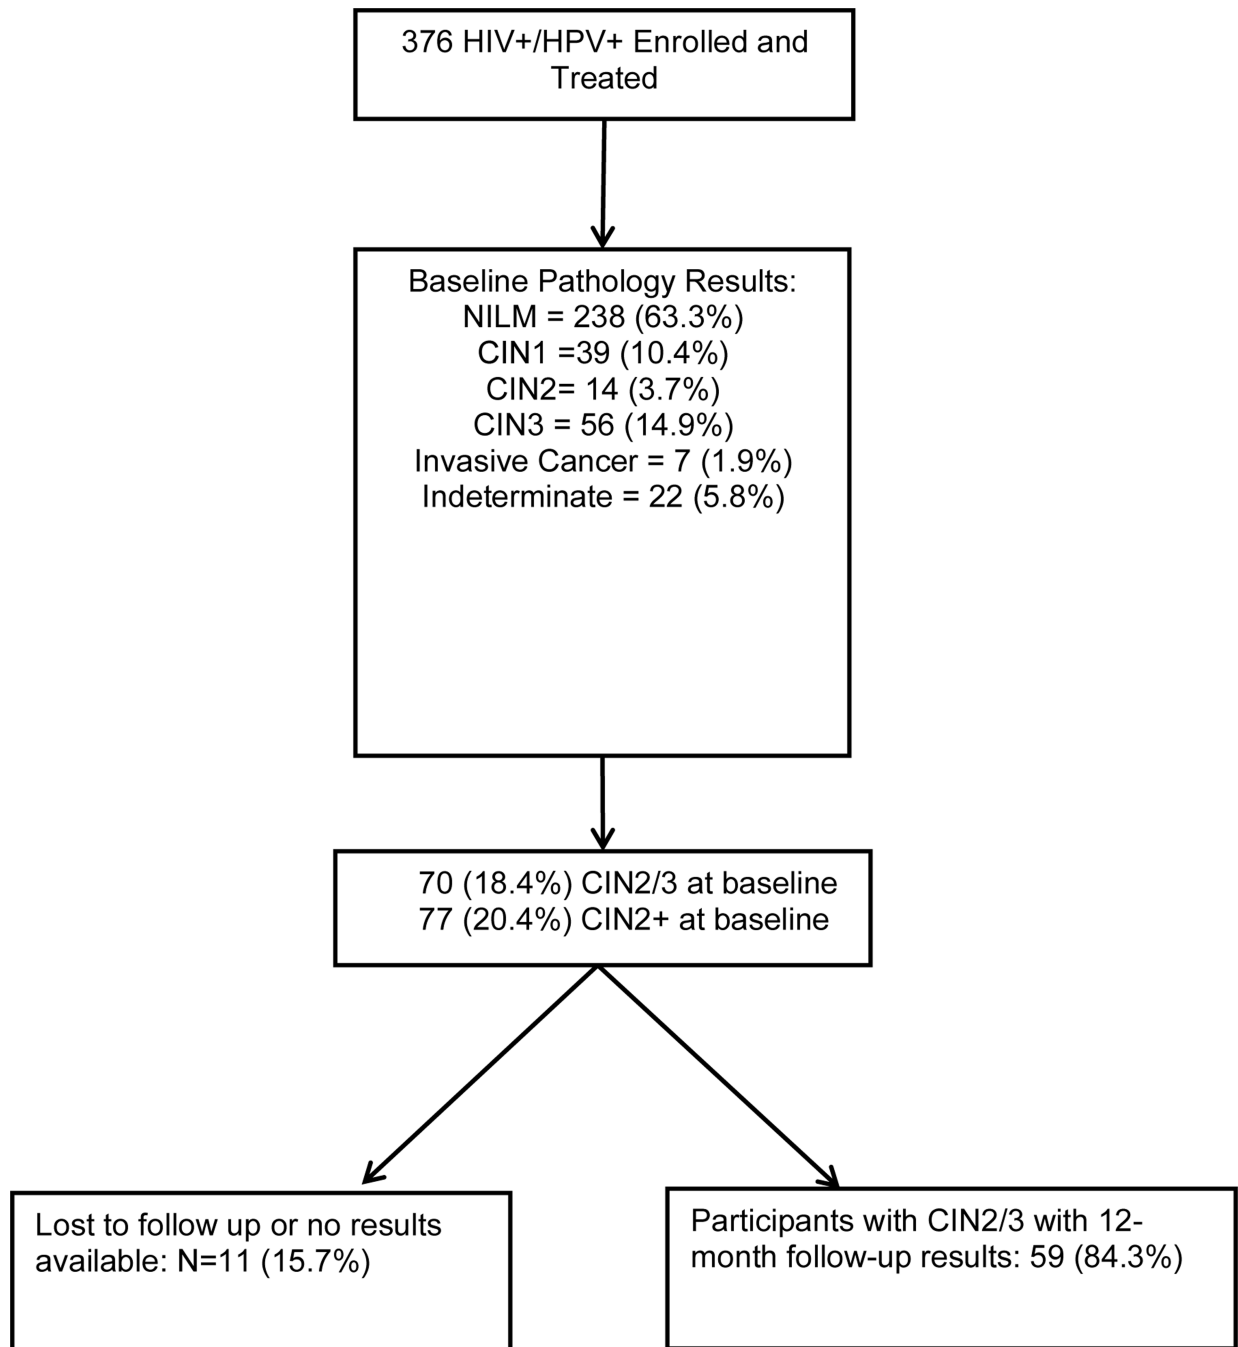 376 HIV+/HPV+ Enrolled and
Treated
Baseline Pathology Results:
NILM = 238 (63.3%)
CIN1 =39 (10.4%)
CIN2= 14 (3.7%)
CIN3 = 56 (14.9%)
Invasive Cancer = 7 (1.9%)
Indeterminate = 22 (5.8%)
70 (18.4%) CIN2/3 at baseline
77 (20.4%) CIN2+ at baseline
Lost to follow up or no results
available: N=11 (15.7%)
Participants with CIN2/3 with 12-
month follow-up results: 59 (84.3%)